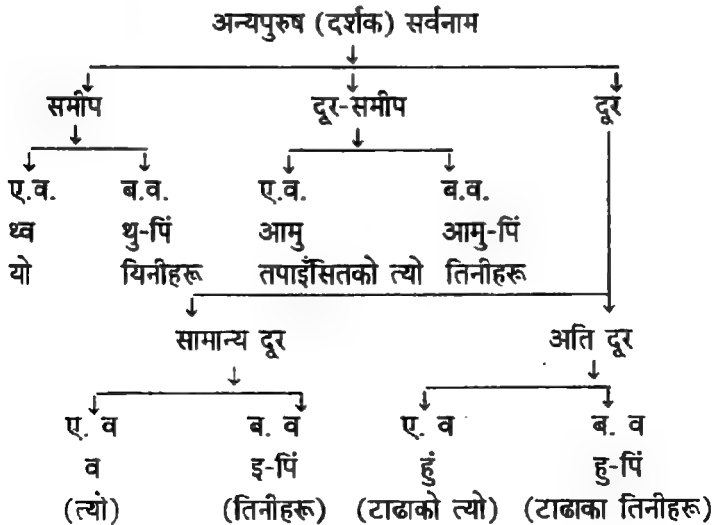 अन्यपुरुष (दर्शक) सर्वनाम
समीप दूर-समीप दूर
ए.व. ब.व. ए.व. ब.व.
थ्व थु-पिं आमु आमु-पिं
यो यिनीहरू तपाइँसितको त्यो तिनीहरू
सामान्य दूर अति दूर
ए. व ब. व ए. व ब. व
व इ-पिं हुं हु-पिं
(त्यो) (तिनीहरू) (टाढाको त्यो) (टाढाका तिनीहरू)